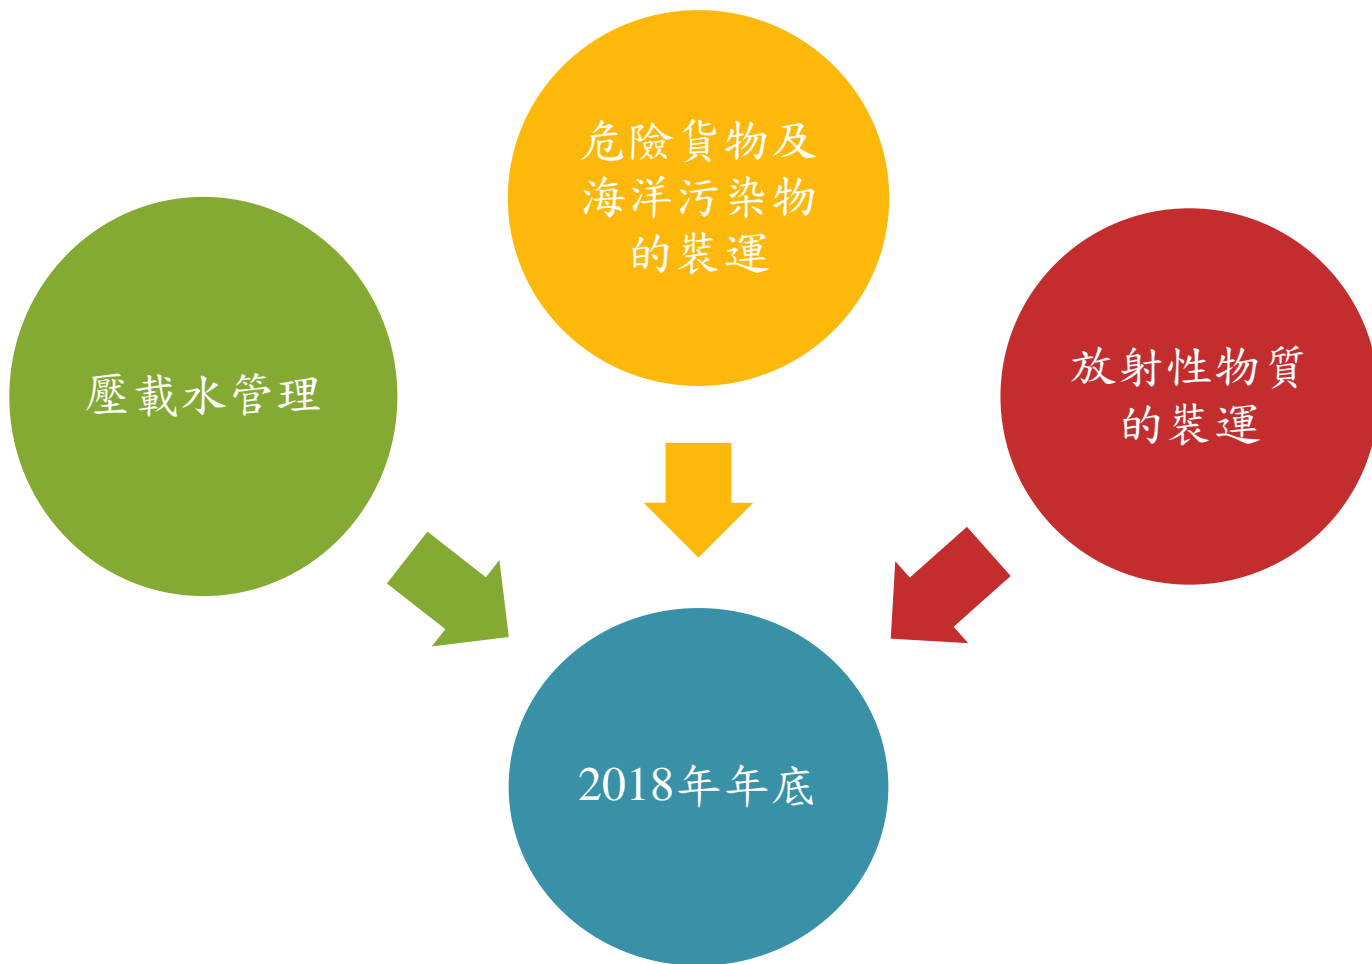 危險貨物及
海洋污染物
的裝運
壓載水管理
放射性物質
的裝運
2018年年底